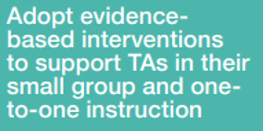 Adopt evidence-
based interventions
to support TAs in their
small group and one-
to-one instruction